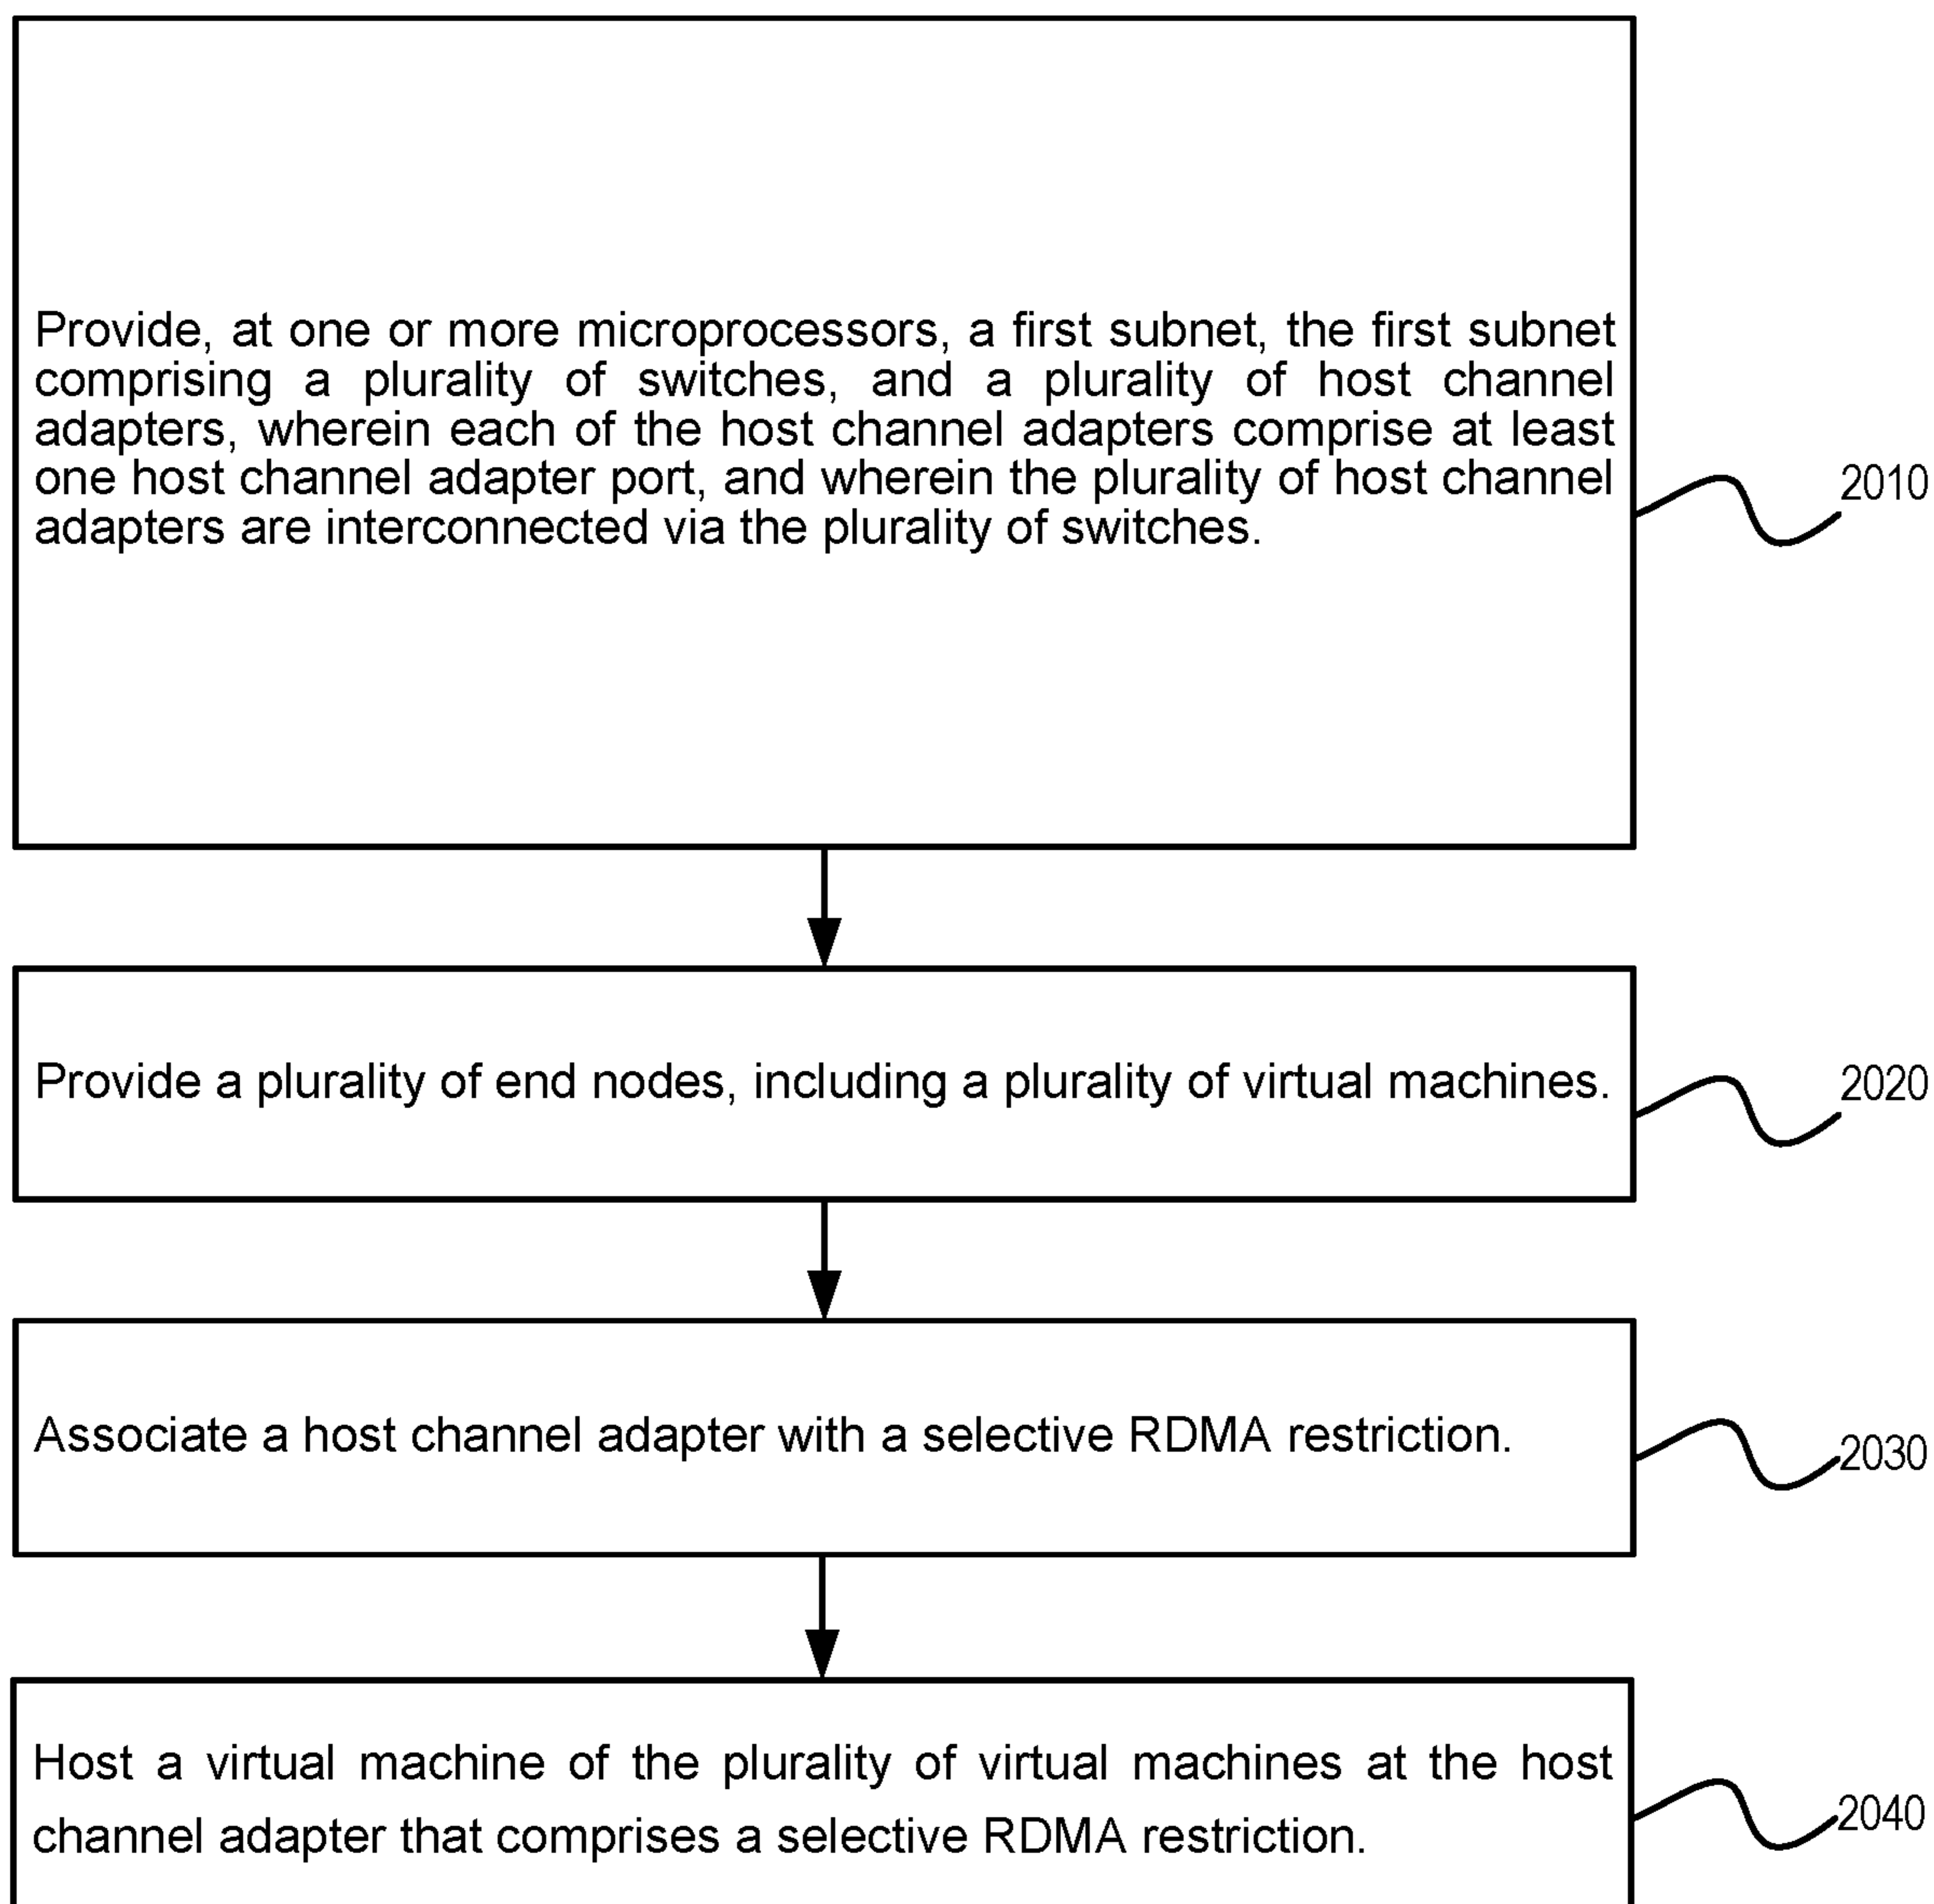 Provide, at one or more microprocessors, a first subnet, the first subnet
comprising a plurality of switches, and a plurality of host channel
adapters, wherein each of the host channel adapters comprise at least
one host channel adapter port, and wherein the plurality of host channel
adapters are interconnected via the plurality of switches.
2010
Provide a plurality of end nodes, including a plurality of virtual machines.
2020
Associate a host channel adapter with a selective RDMA restriction.
2030
Host a virtual machine of the plurality of virtual machines at the host
channel adapter that comprises a selective RDMA restriction.
2040